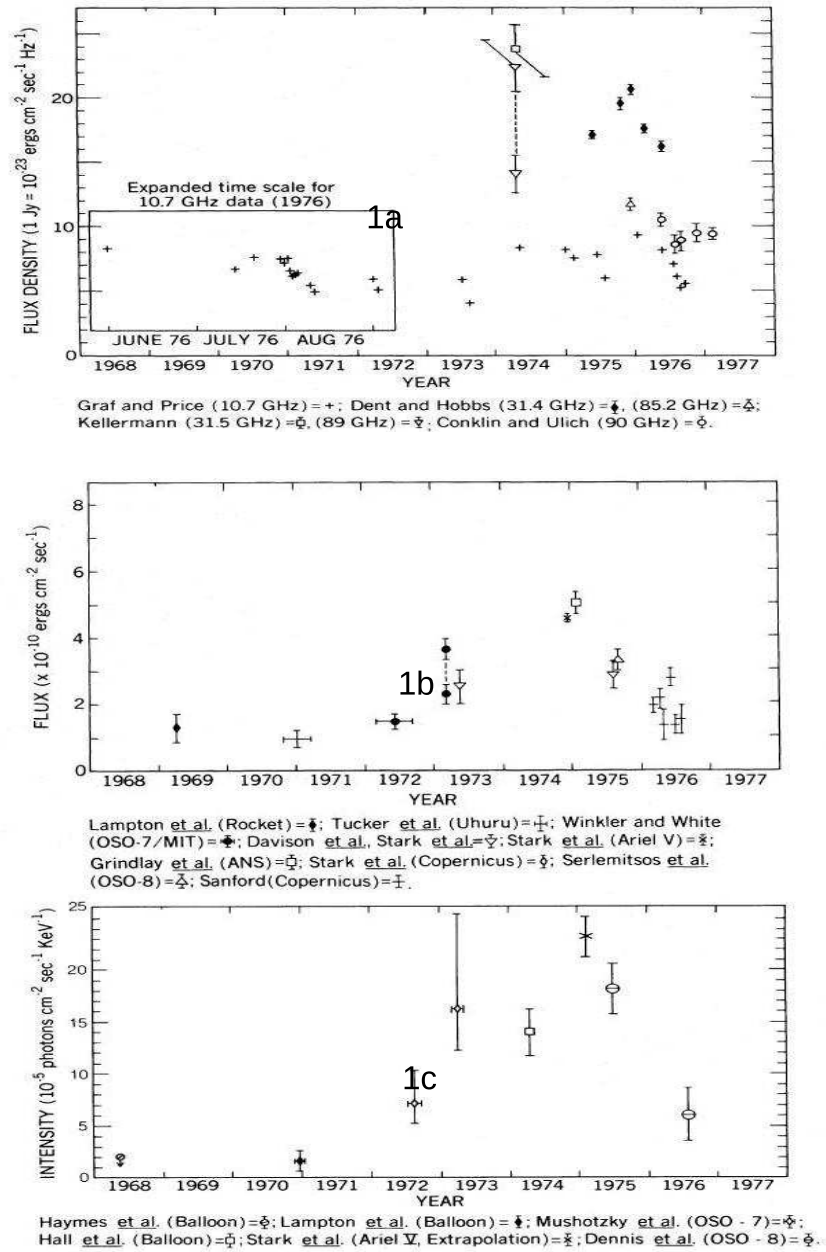 FLUX DENSITY (1 Jy = 10⁻²³ ergs cm⁻² sec⁻¹ Hz⁻¹)
20
10
0
Expanded time scale for
10.7 GHz data (1976)
1a
JUNE 76 JULY 76 AUG 76
1968 1969 1970 1971 1972 1973 1974 1975 1976 1977
YEAR
Graf and Price (10.7 GHz) = +; Dent and Hobbs (31.4 GHz) = , (85.2 GHz) = ;
Kellermann (31.5 GHz) = , (89 GHz) = ; Conklin and Ulich (90 GHz) = .
FLUX (x 10⁻¹⁰ ergs cm⁻² sec⁻¹)
8
6
4
2
0
1b
1968 1969 1970 1971 1972 1973 1974 1975 1976 1977
YEAR
Lampton et al. (Rocket) = ; Tucker et al. (Uhuru) = ; Winkler and White
(OSO-7/MIT) = ; Davison et al., Stark et al. = ; Stark et al. (Ariel V) = ;
Grindlay et al. (ANS) = ; Stark et al. (Copernicus) = ; Serlemitsos et al.
(OSO-8) = ; Sanford (Copernicus) = .
INTENSITY (10⁻⁵ photons cm⁻² sec⁻¹ KeV⁻¹)
25
20
15
10
5
0
1c
1968 1969 1970 1971 1972 1973 1974 1975 1976 1977
YEAR
Haymes et al. (Balloon) = ; Lampton et al. (Balloon) = ; Mushotzky et al. (OSO - 7) = ;
Hall et al. (Balloon) = ; Stark et al. (Ariel V, Extrapolation) = ; Dennis et al. (OSO - 8) = .